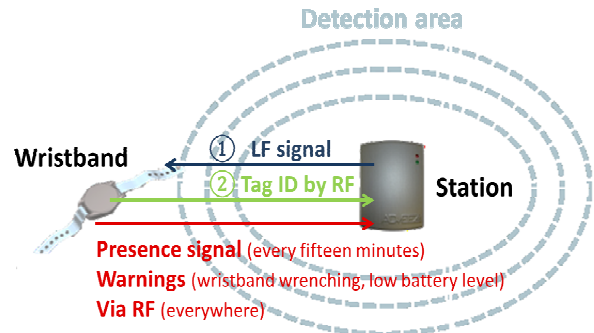 Detection area
① LF signal
Wristband
② Tag ID by RF
Station
Presence signal (every fifteen minutes)
Warnings (wristband wrenching, low battery level)
Via RF (everywhere)